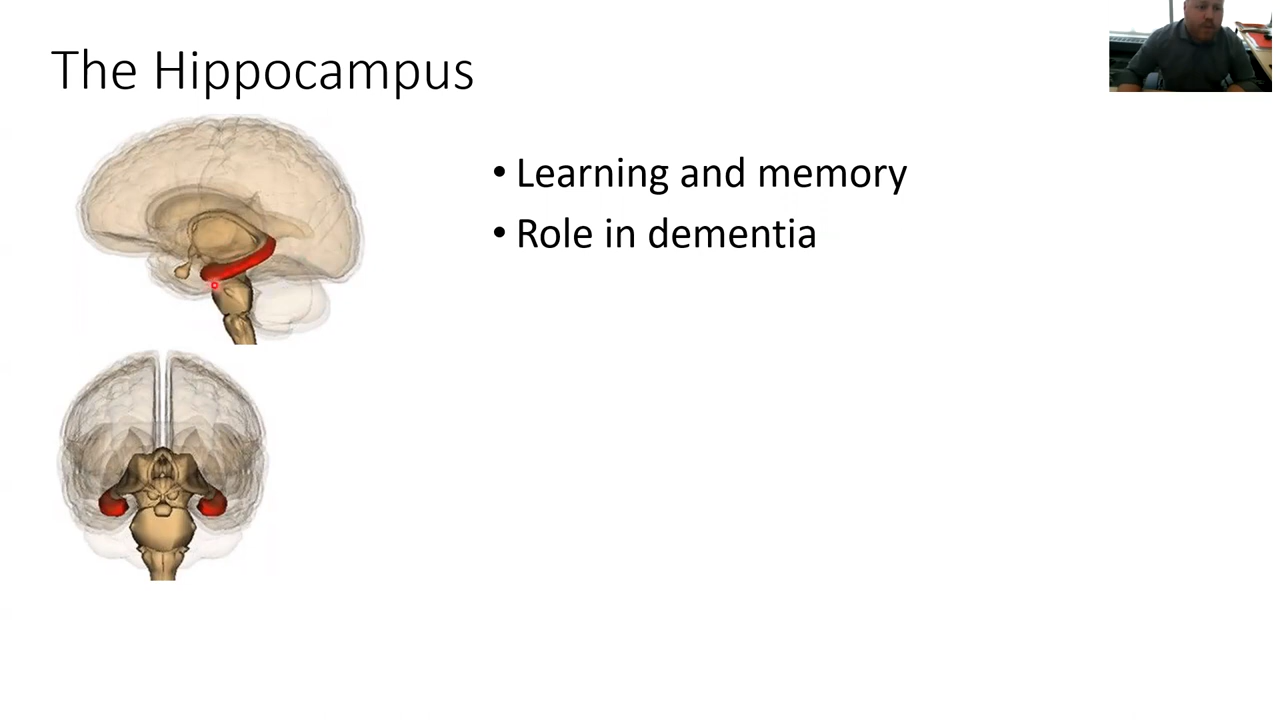 The Hippocampus
• Learning and memory
• Role in dementia